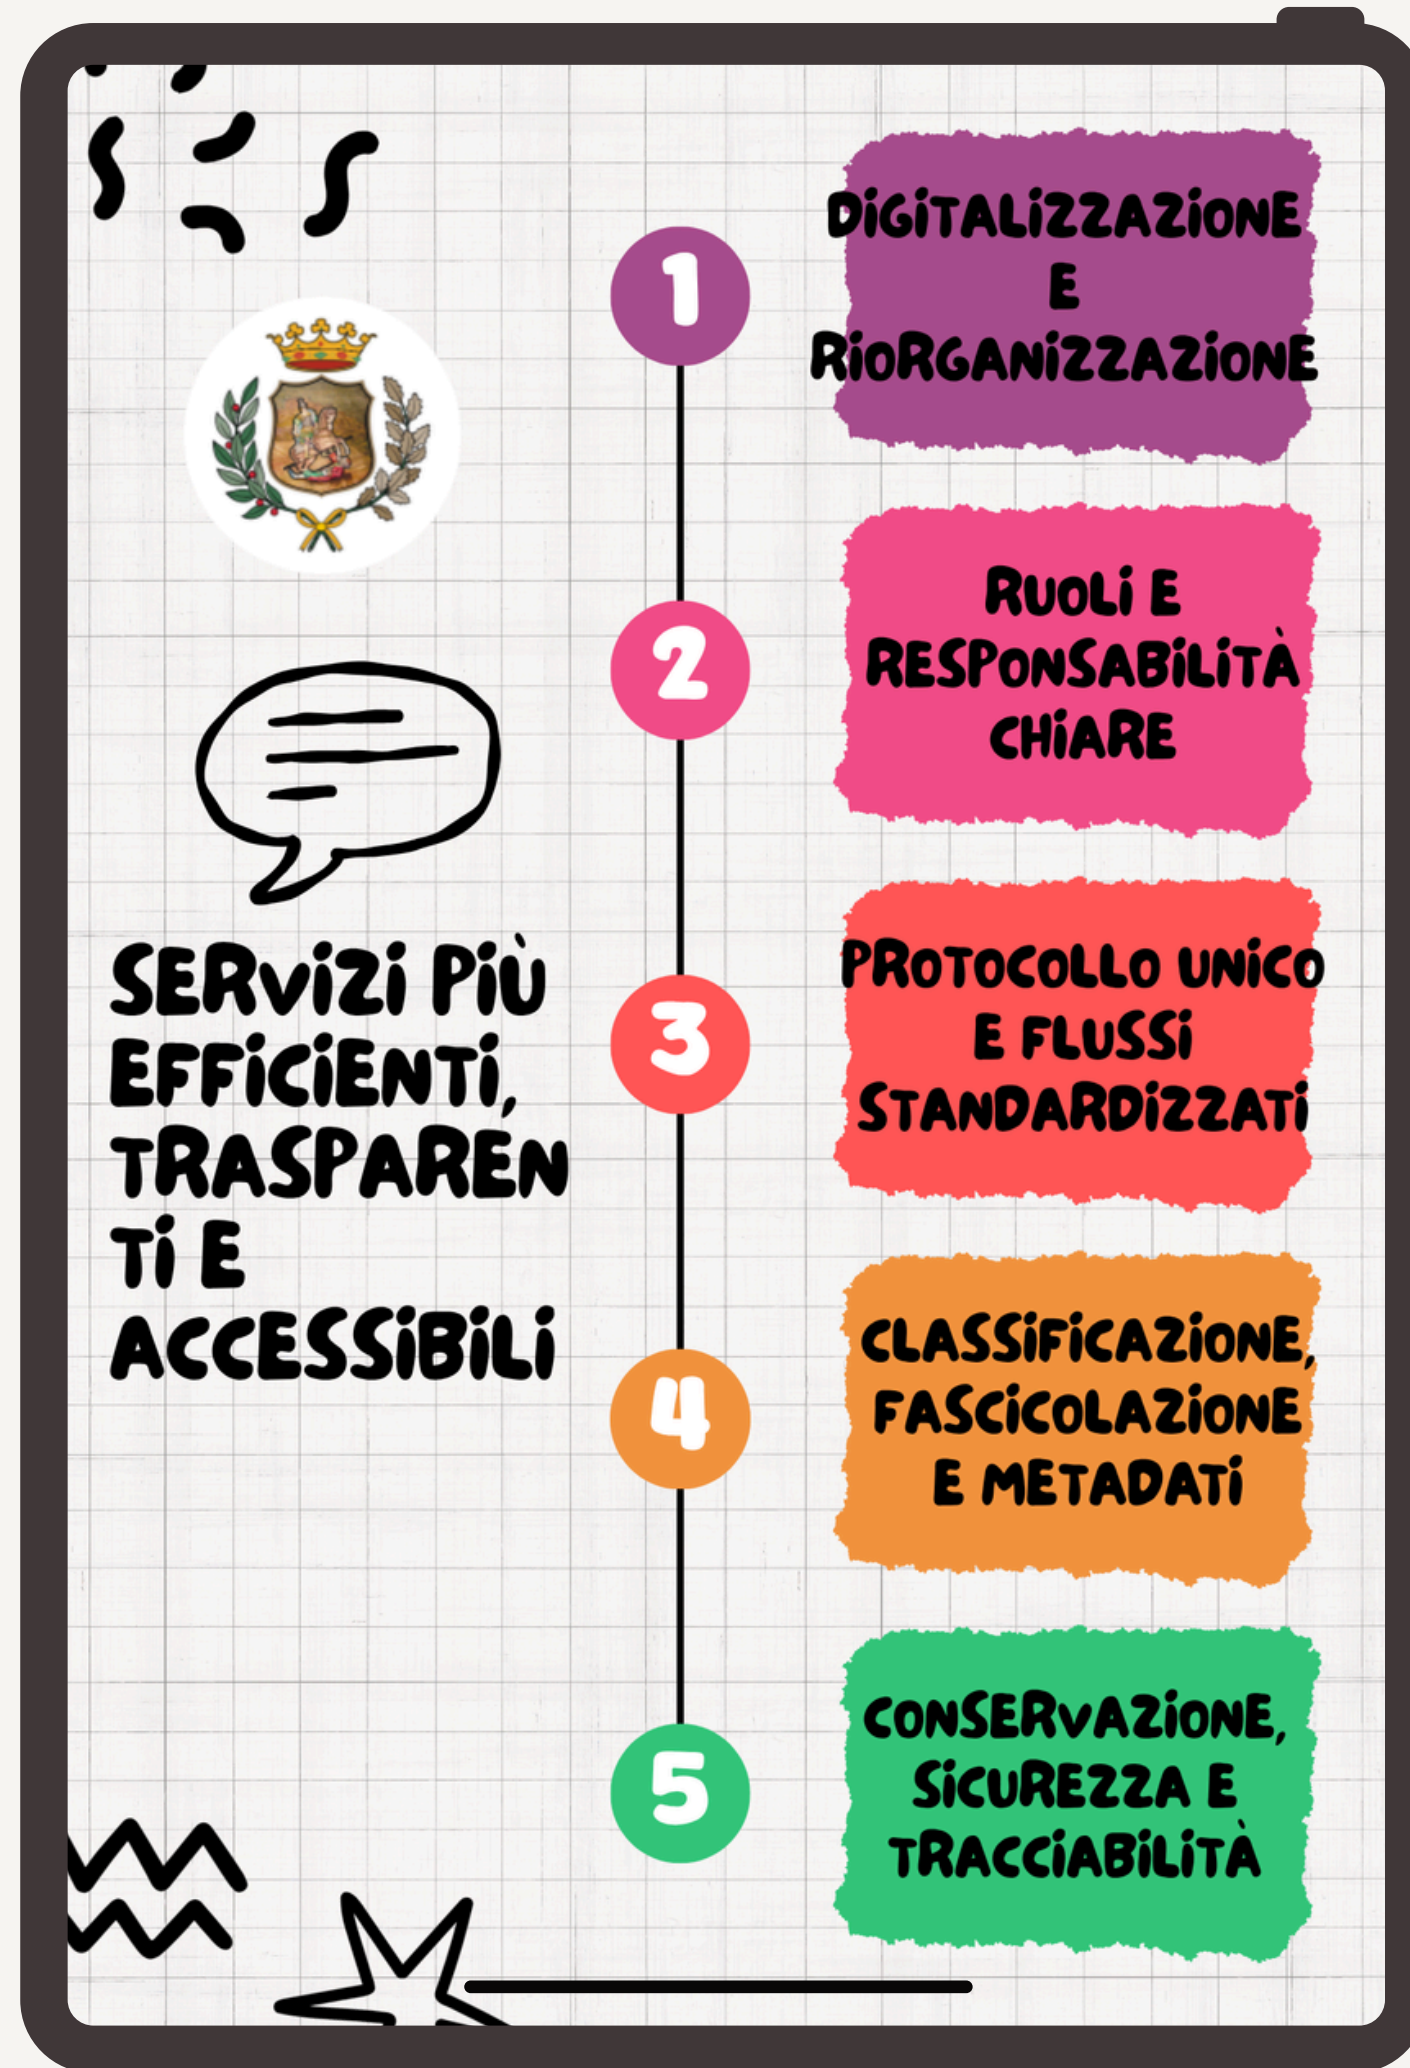 SERVIZI PIÙ
EFFICIENTI,
TRASPAREN
TI E
ACCESSIBILI
1
DIGITALIZZAZIONE
E
RIORGANIZZAZIONE
2
RUOLI E
RESPONSABILITÀ
CHIARE
3
PROTOCOLLO UNICO
E FLUSSI
STANDARDIZZATI
4
CLASSIFICAZIONE,
FASCICOLAZIONE
E METADATI
5
CONSERVAZIONE,
SICUREZZA E
TRACCIABILITÀ